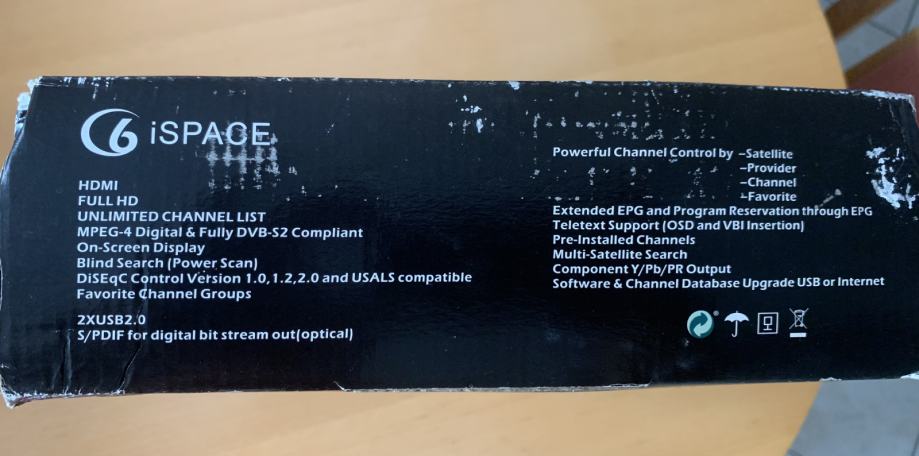 C6 iSPACE
HDMI
FULL HD
UNLIMITED CHANNEL LIST
MPEG-4 Digital & Fully DVB-S2 Compliant
On-Screen Display
Blind Search (Power Scan)
DiSEqC Control Version 1.0,1.2,2.0 and USALS compatible
Favorite Channel Groups
2XUSB2.0
S/PDIF for digital bit stream out(optical)
Powerful Channel Control by –Satellite
–Provider
–Channel
–Favorite
Extended EPG and Program Reservation through EPG
Teletext Support (OSD and VBI Insertion)
Pre-Installed Channels
Multi-Satellite Search
Component Y/Pb/PR Output
Software & Channel Database Upgrade USB or Internet